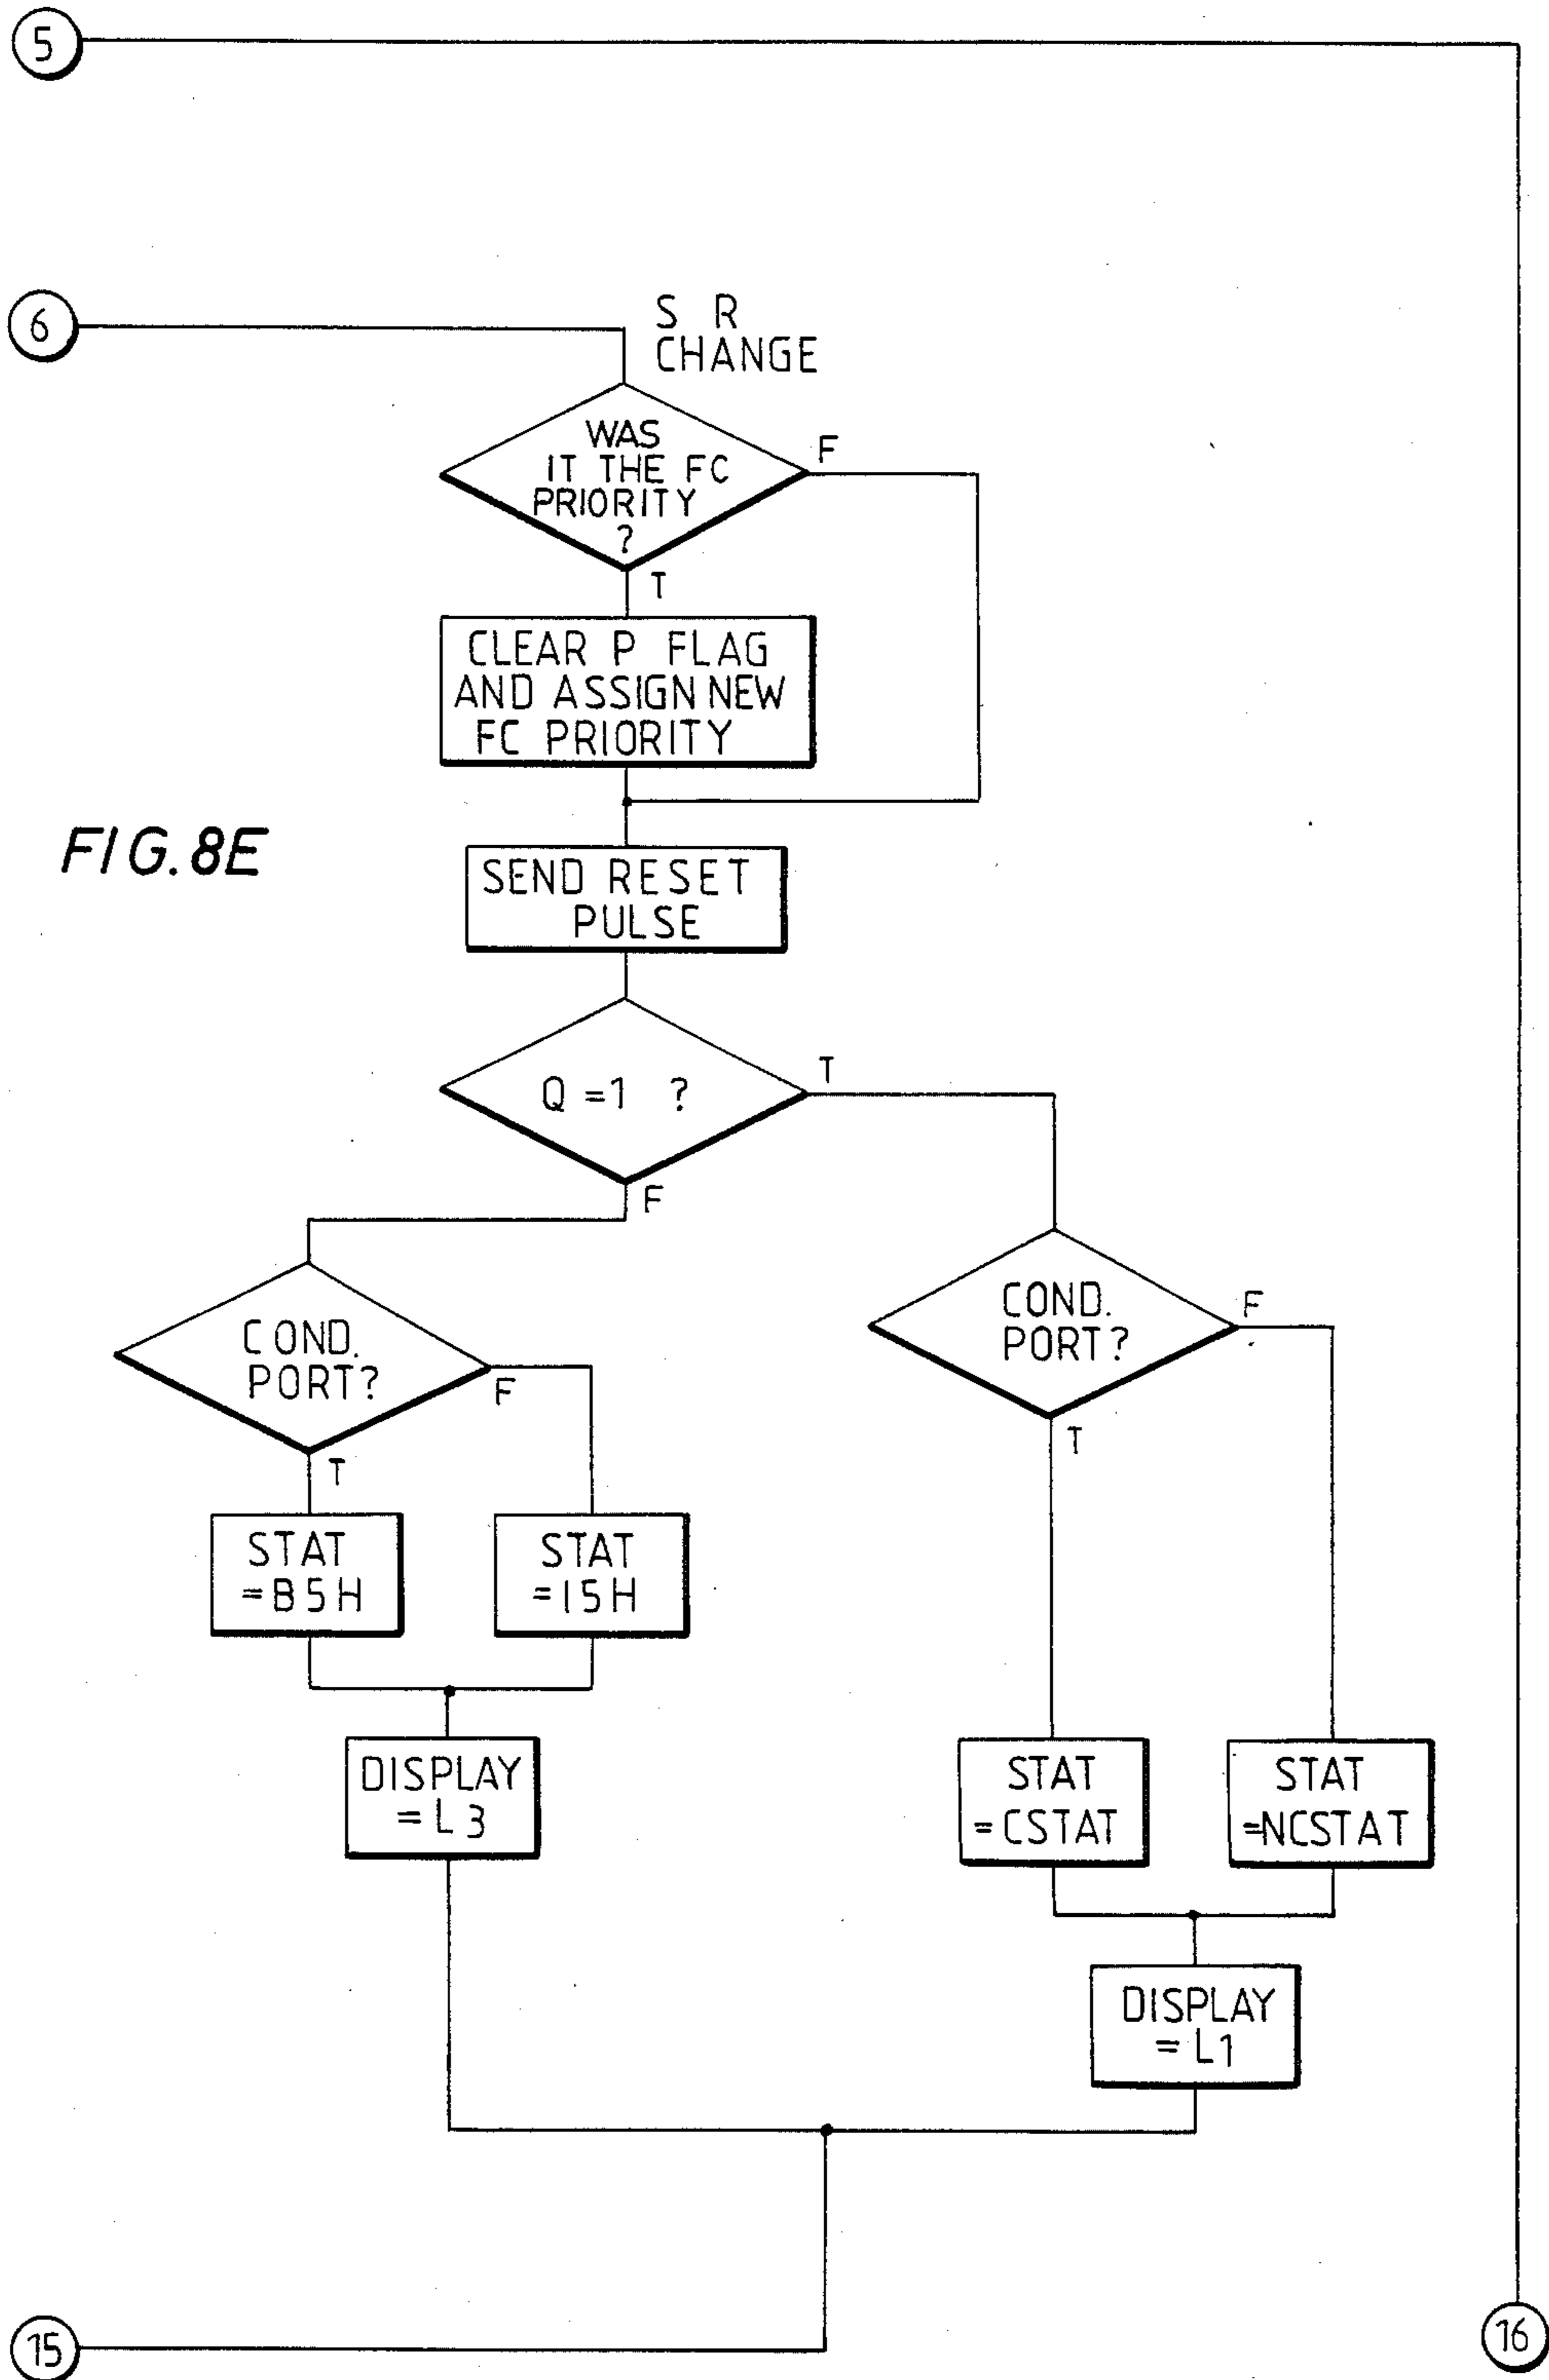 5
6
S R
CHANGE
WAS
IT THE FC
PRIORITY
?
F
T
CLEAR P FLAG
AND ASSIGN NEW
FC PRIORITY
FIG. 8E
SEND RESET
PULSE
Q =1 ?
T
F
COND.
PORT?
F
T
COND.
PORT?
F
T
STAT
=B5H
STAT
=15H
DISPLAY
= L3
STAT
=CSTAT
STAT
=NCSTAT
DISPLAY
= L1
15
16